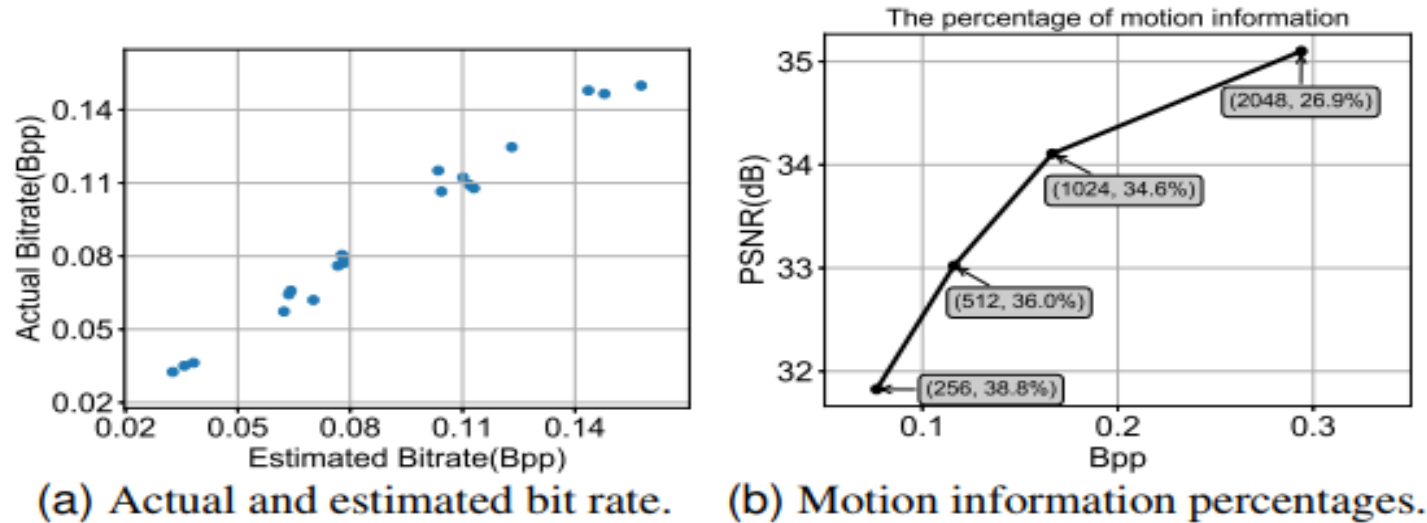 Actual Bitrate(Bpp)
0.14
0.11
0.08
0.05
0.02
0.02 0.05 0.08 0.11 0.14
Estimated Bitrate(Bpp)
(a) Actual and estimated bit rate.
The percentage of motion information
PSNR(dB)
35
34
33
32
(2048, 26.9%)
(1024, 34.6%)
(512, 36.0%)
(256, 38.8%)
0.1 0.2 0.3
Bpp
(b) Motion information percentages.